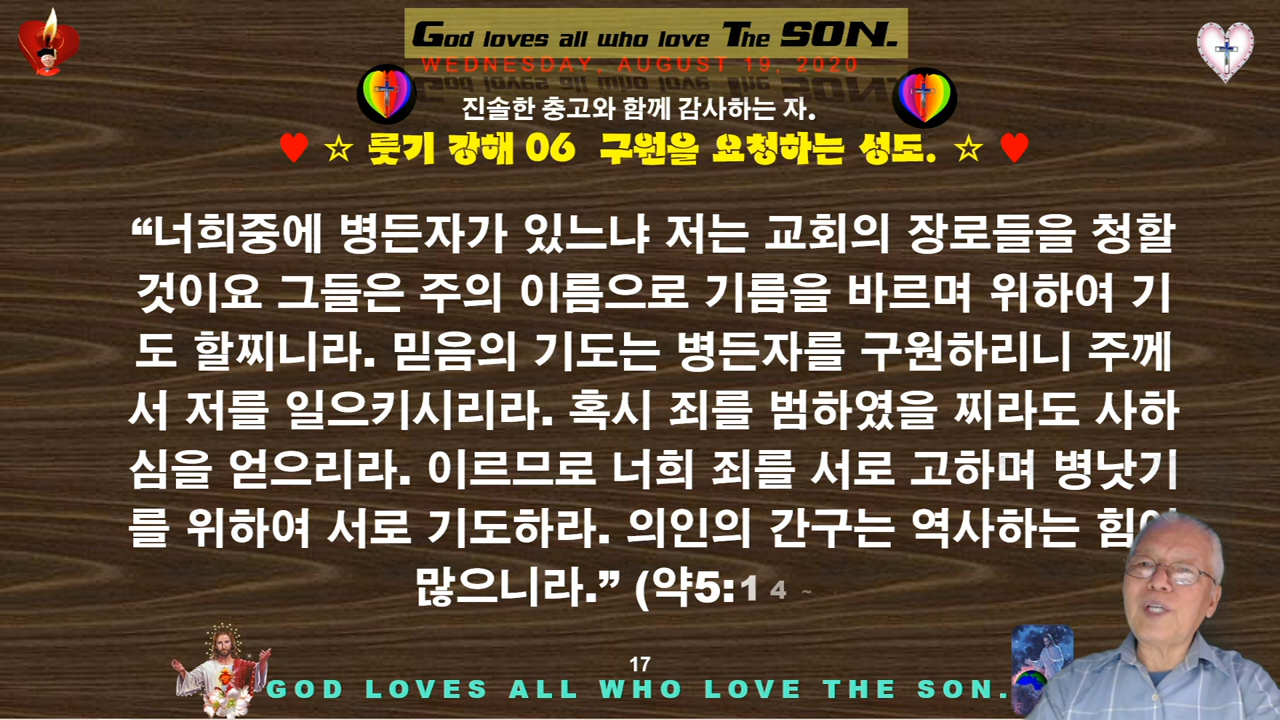 God loves all who love The SON.
WEDNESDAY, AUGUST 19, 2020
God loves all who love The SON.
진솔한 충고와 함께 감사하는 자.
♥ ☆ 룻기 강해 06 구원을 요청하는 성도. ☆ ♥
“너희중에 병든자가 있느냐 저는 교회의 장로들을 청할
것이요 그들은 주의 이름으로 기름을 바르며 위하여 기
도 할찌니라. 믿음의 기도는 병든자를 구원하리니 주께
서 저를 일으키시리라. 혹시 죄를 범하였을 찌라도 사하
심을 얻으리라. 이르므로 너희 죄를 서로 고하며 병낫기
를 위하여 서로 기도하라. 의인의 간구는 역사하는
많으니라.” (약5:14 ~
17
GOD LOVES ALL WHO LOVE THE SON.